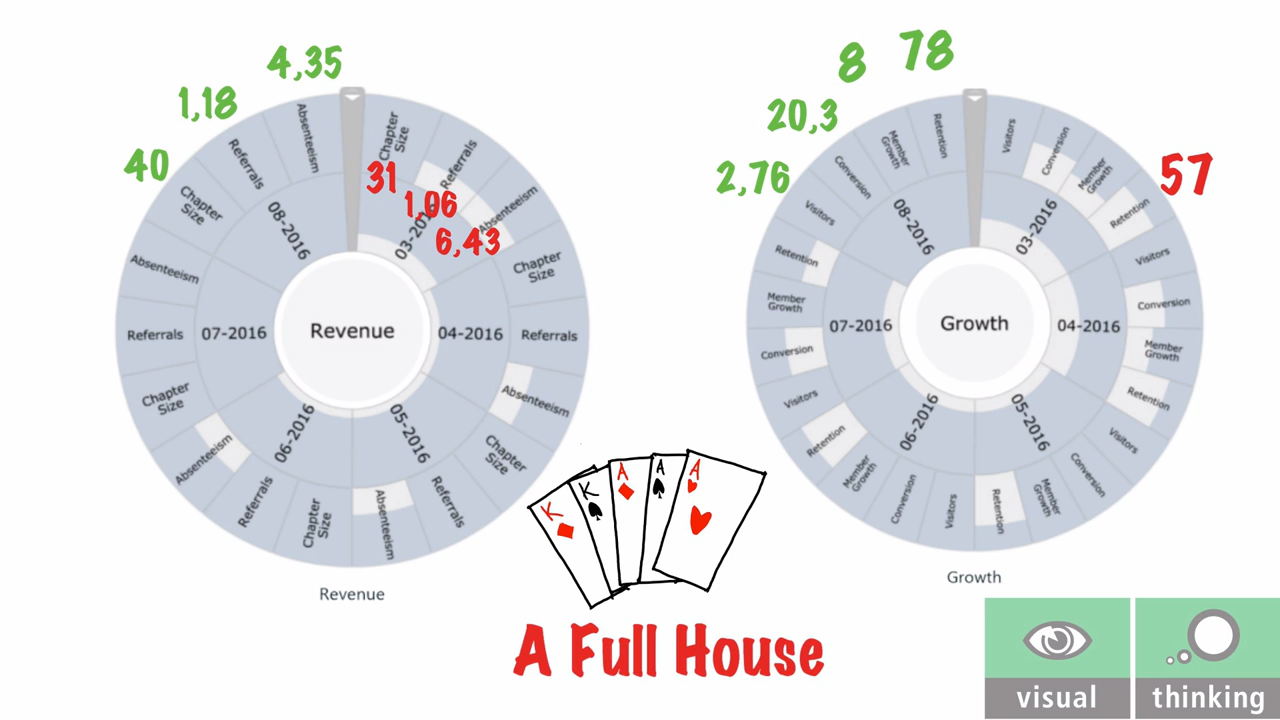 4,35
1,18
40
31
1,06
6,43
Revenue
03-201
Chapter
Size
Referrals
Absenteeism
04-2016
Chapter
Size
Referrals
Absenteeism
05-2016
Chapter
Size
Referrals
Absenteeism
06-2016
Chapter
Size
Referrals
Absenteeism
07-2016
Chapter
Size
Referrals
Absenteeism
08-2016
Chapter
Size
Referrals
Absenteeism
Revenue
8
78
20,3
2,76
57
Growth
03-2016
Visitors
Conversion
Member
Growth
Retention
04-2016
Visitors
Conversion
Member
Growth
Retention
05-2016
Visitors
Conversion
Member
Growth
Retention
06-2016
Visitors
Conversion
Member
Growth
Retention
07-2016
Visitors
Conversion
Member
Growth
Retention
08-2016
Visitors
Conversion
Member
Growth
Retention
Growth
K
K
A
A
A
A Full House
visual
thinking